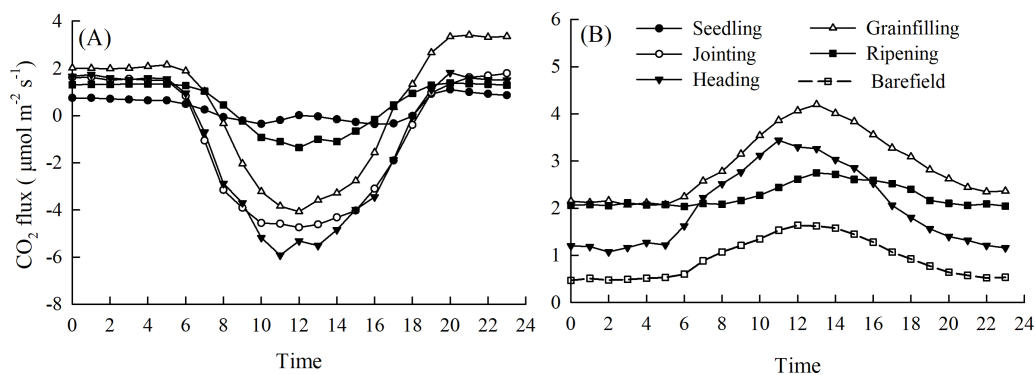 (A)
CO2 flux ( μmol m-2 s-1)
4
2
0
-2
-4
-6
-8
0 2 4 6 8 10 12 14 16 18 20 22 24
Time
Seedling
Jointing
Heading
(B)
Grainfilling
Ripening
Barefield
6
5
4
3
2
1
0
0 2 4 6 8 10 12 14 16 18 20 22 24
Time